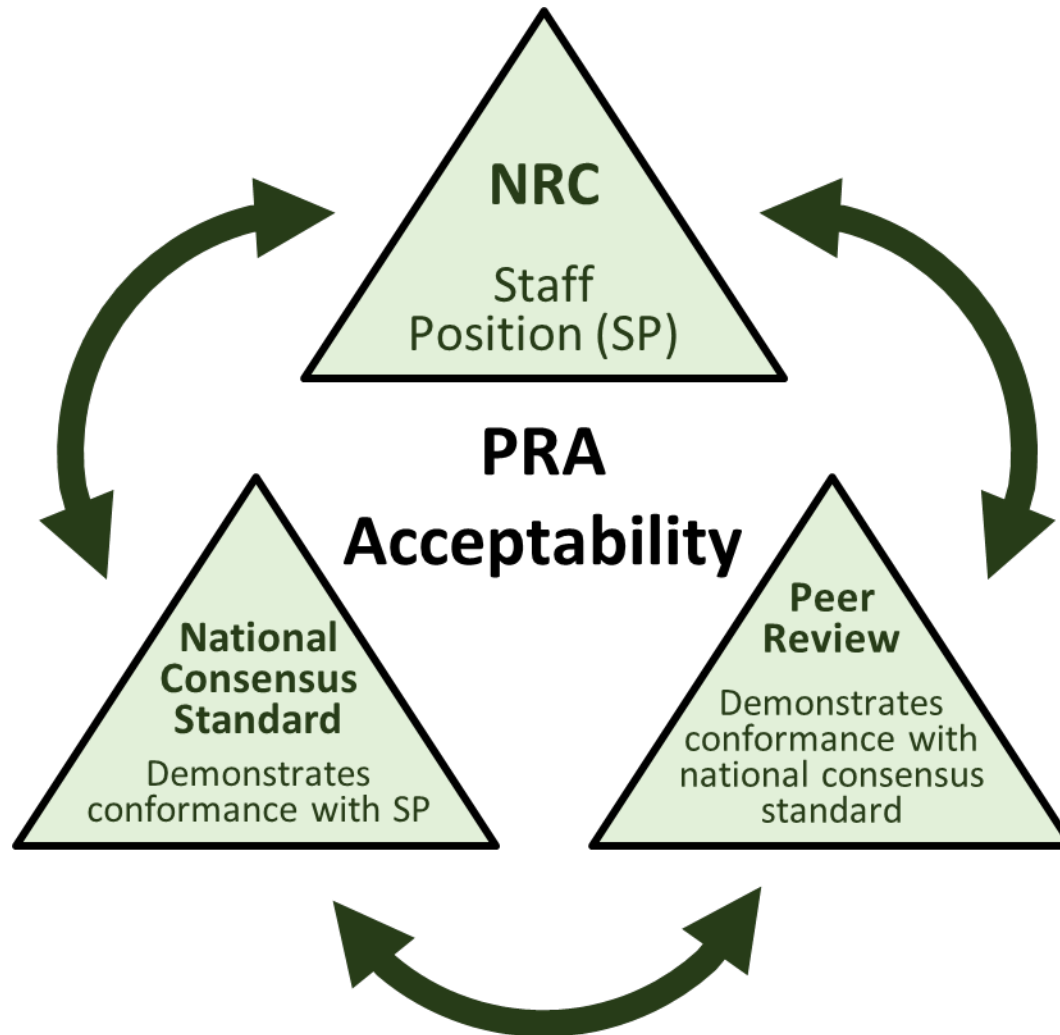 NRC
Staff
Position (SP)
PRA
Acceptability
National
Consensus
Standard
Demonstrates
conformance with SP
Peer
Review
Demonstrates
conformance with
national consensus
standard